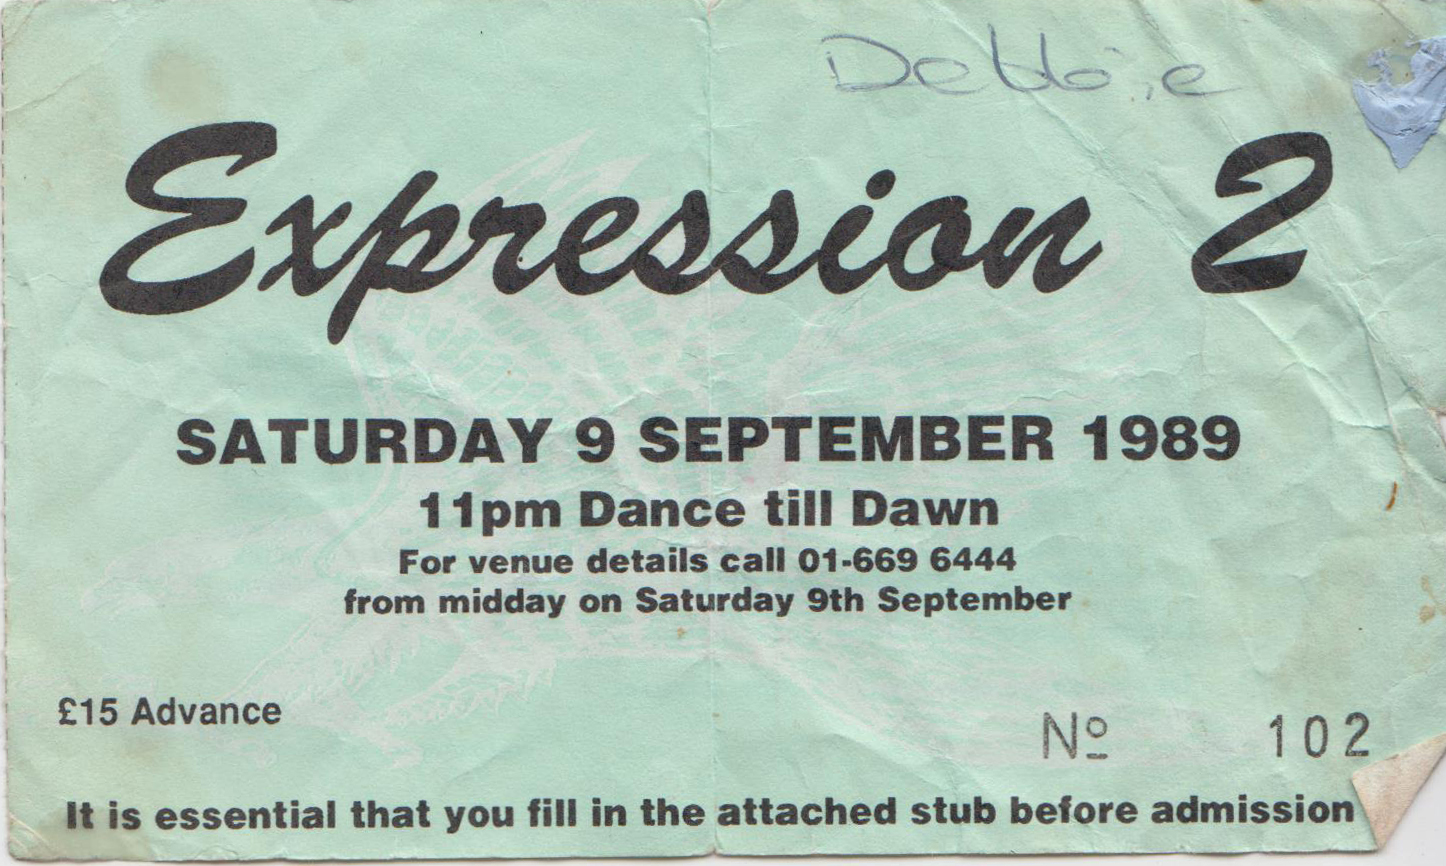 Debbie
Expression 2
SATURDAY 9 SEPTEMBER 1989
11pm Dance till Dawn
For venue details call 01-669 6444
from midday on Saturday 9th September
£15 Advance
Nº 102
It is essential that you fill in the attached stub before admission